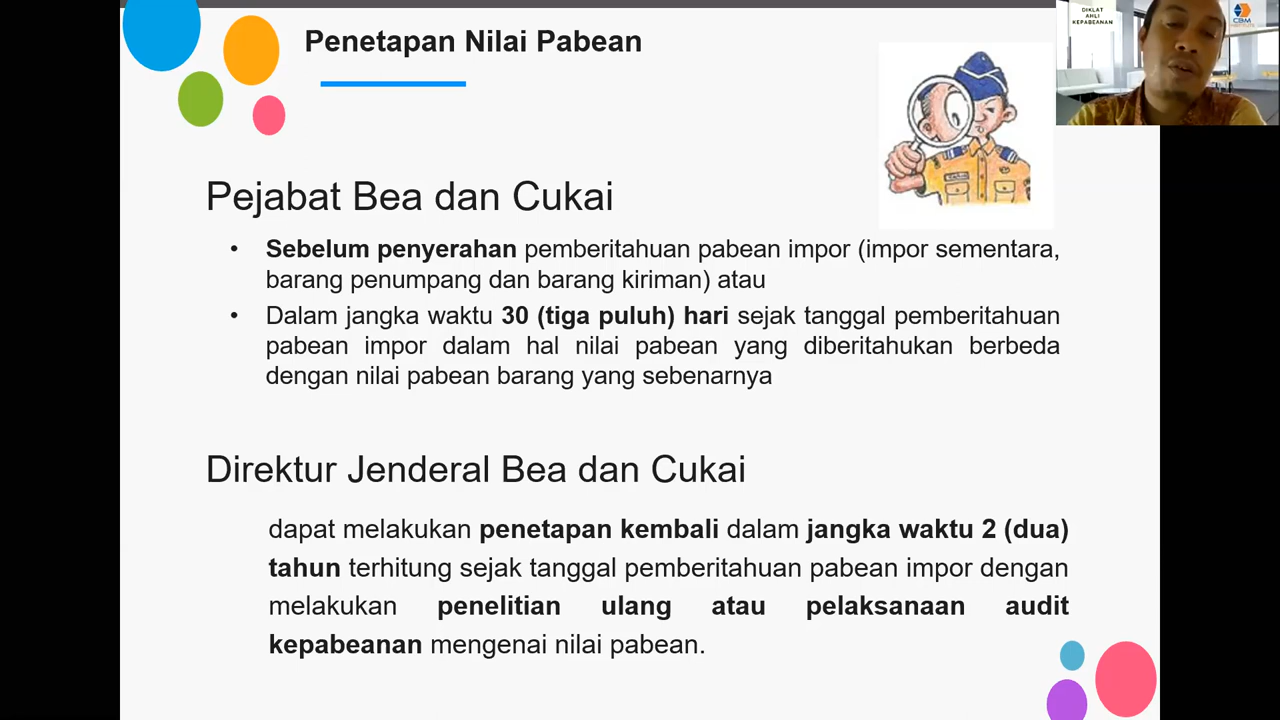 Penetapan Nilai Pabean
DIKLAT
AHLI
KEPABEANAN
CBM
Pejabat Bea dan Cukai
• Sebelum penyerahan pemberitahuan pabean impor (impor sementara,
barang penumpang dan barang kiriman) atau
• Dalam jangka waktu 30 (tiga puluh) hari sejak tanggal pemberitahuan
pabean impor dalam hal nilai pabean yang diberitahukan berbeda
dengan nilai pabean barang yang sebenarnya
Direktur Jenderal Bea dan Cukai
dapat melakukan penetapan kembali dalam jangka waktu 2 (dua)
tahun terhitung sejak tanggal pemberitahuan pabean impor dengan
melakukan penelitian ulang atau pelaksanaan audit
kepabeanan mengenai nilai pabean.